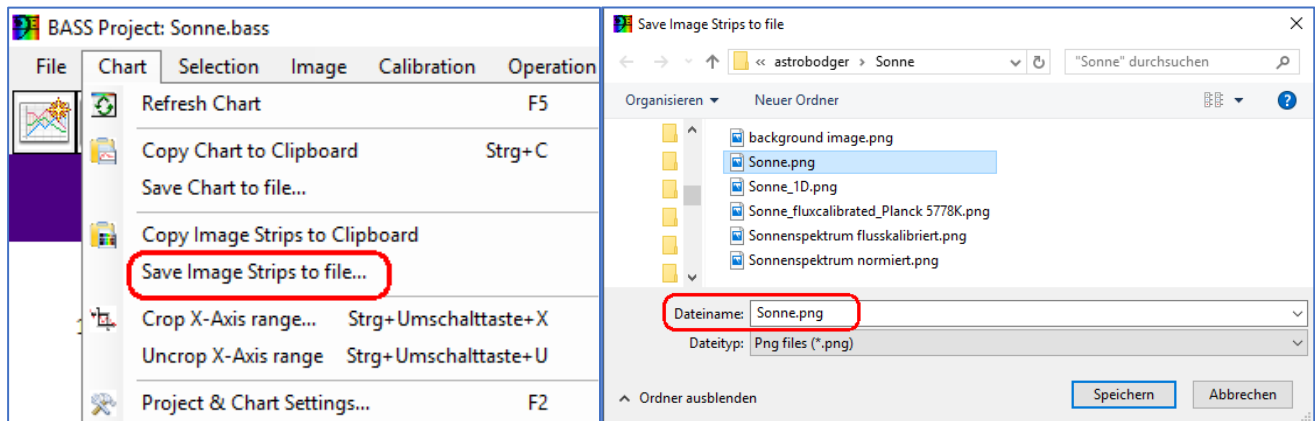 BASS Project: Sonne.bass
File Chart Selection Image Calibration Operation
Refresh Chart F5
Copy Chart to Clipboard Strg+C
Save Chart to file...
Copy Image Strips to Clipboard
Save Image Strips to file...
Crop X-Axis range... Strg+Umschalttaste+X
Uncrop X-Axis range Strg+Umschalttaste+U
Project & Chart Settings... F2
Save Image Strips to file
« astrobodger › Sonne
"Sonne" durchsuchen
Organisieren Neuer Ordner
background image.png
Sonne.png
Sonne_1D.png
Sonne_fluxcalibrated_Planck 5778K.png
Sonnenspektrum flusskalibriert.png
Sonnenspektrum normiert.png
Dateiname: Sonne.png
Dateityp: Png files (*.png)
Ordner ausblenden Speichern Abbrechen